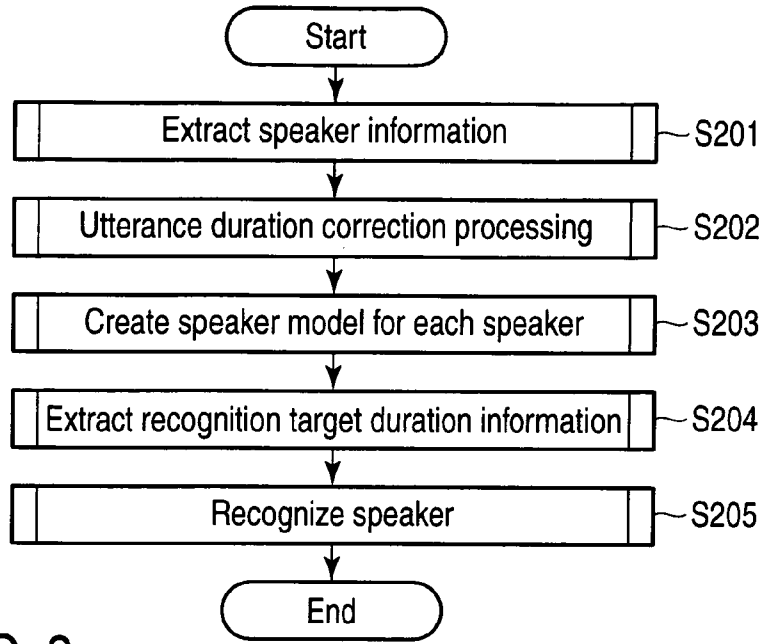 Start
Extract speaker information
S201
Utterance duration correction processing
S202
Create speaker model for each speaker
S203
Extract recognition target duration information
S204
Recognize speaker
S205
End